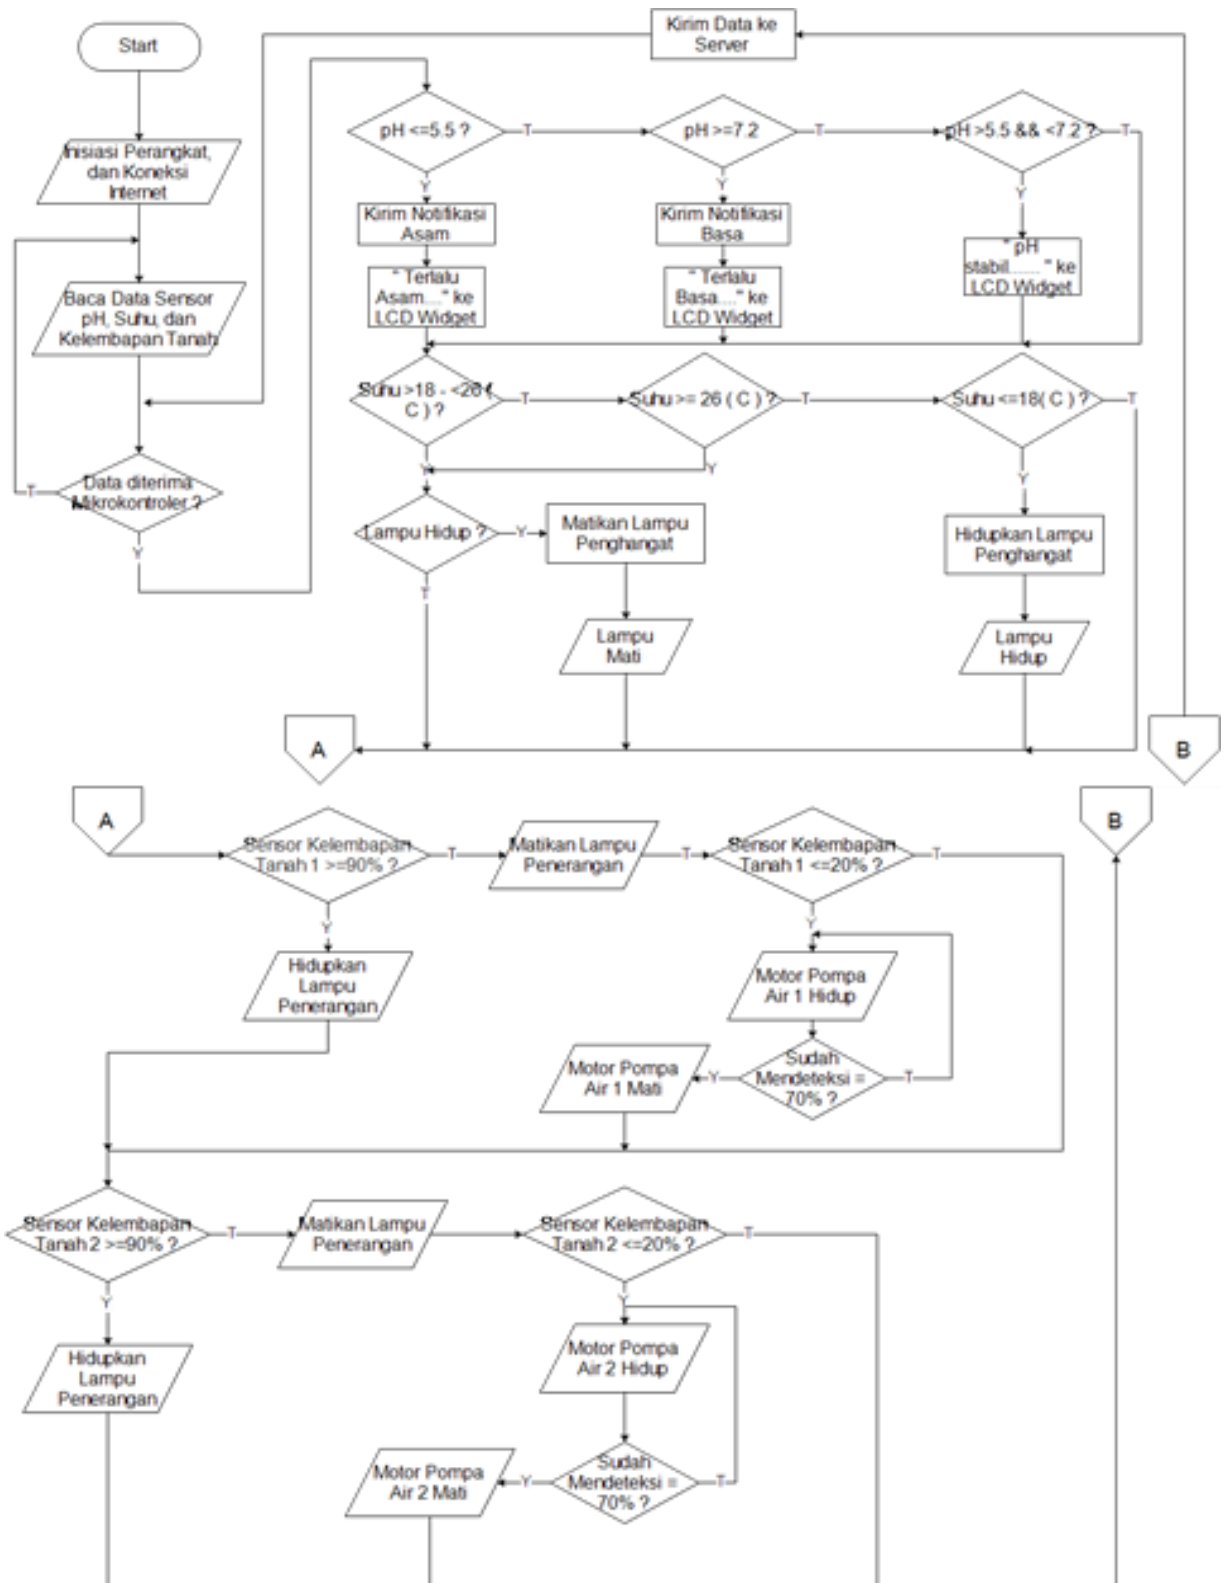 Start
Kirim Data ke
Server
pH <=5.5 ?
T
pH >=7.2
T
pH >5.5 && <7.2 ?
T
Inisiasi Perangkat,
dan Koneksi
Internet
Y
Y
Y
Kirim Notifikasi
Asam
Kirim Notifikasi
Basa
" pH
stabil....... " ke
LCD Widget
" Terlalu
Asam...." ke
LCD Widget
" Terlalu
Basa...." ke
LCD Widget
Baca Data Sensor
pH, Suhu, dan
Kelembapan Tanah
Suhu >18 - <26 (
C ) ?
T
Suhu >= 26 ( C ) ?
T
Suhu <=18( C ) ?
T
Y
Y
Y
Data diterima
Mikrokontroler ?
T
Y
Lampu Hidup ?
Y
T
Matikan Lampu
Penghangat
Hidupkan Lampu
Penghangat
Lampu
Mati
Lampu
Hidup
A
B
A
B
Sensor Kelembapan
Tanah 1 >=90% ?
T
Matikan Lampu
Penerangan
T
Sensor Kelembapan
Tanah 1 <=20% ?
T
Y
Y
Hidupkan
Lampu
Penerangan
Motor Pompa
Air 1 Hidup
Motor Pompa
Air 1 Mati
Y
Sudah
Mendeteksi =
70% ?
T
Sensor Kelembapan
Tanah 2 >=90% ?
T
Matikan Lampu
Penerangan
Sensor Kelembapan
Tanah 2 <=20% ?
T
Y
Y
Hidupkan
Lampu
Penerangan
Motor Pompa
Air 2 Hidup
Motor Pompa
Air 2 Mati
Y
Sudah
Mendeteksi =
70% ?
T